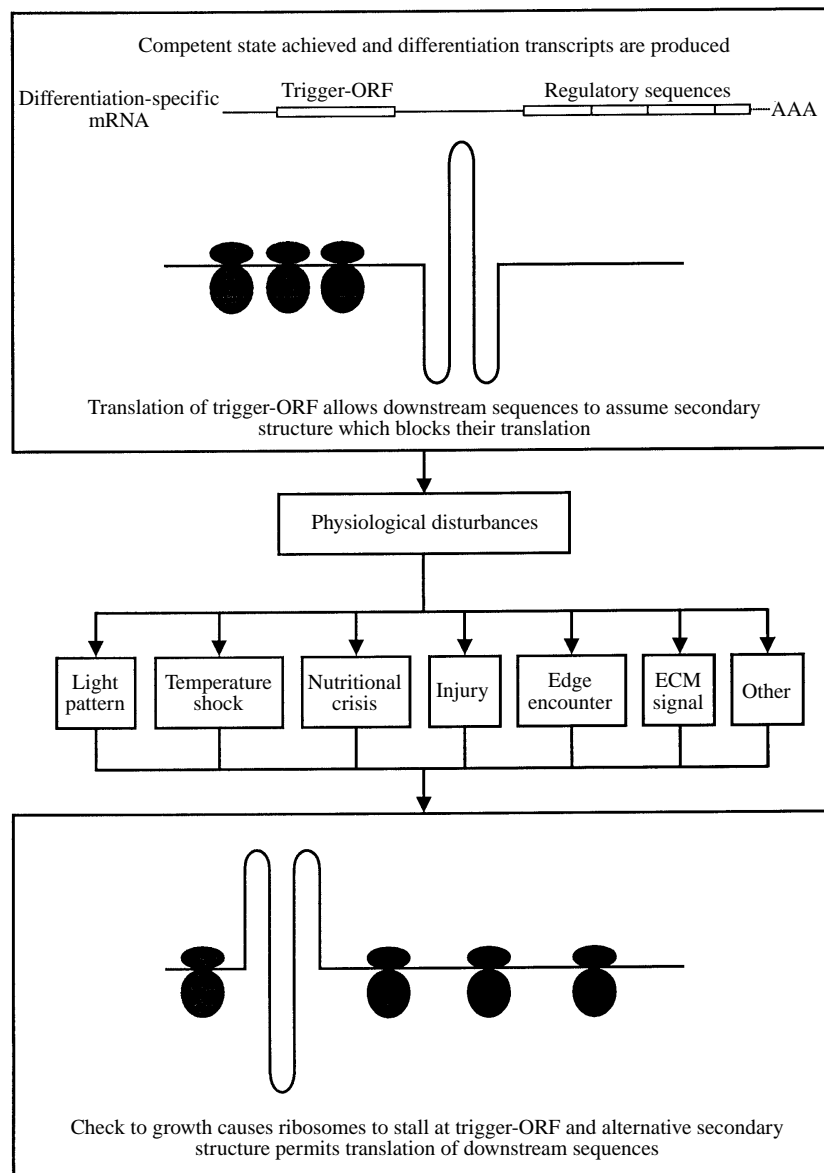 Competent state achieved and differentiation transcripts are produced
Trigger-ORF
Regulatory sequences
Differentiation-specific
mRNA
AAA
Translation of trigger-ORF allows downstream sequences to assume secondary
structure which blocks their translation
Physiological disturbances
Light
pattern
Temperature
shock
Nutritional
crisis
Injury
Edge
encounter
ECM
signal
Other
Check to growth causes ribosomes to stall at trigger-ORF and alternative secondary
structure permits translation of downstream sequences